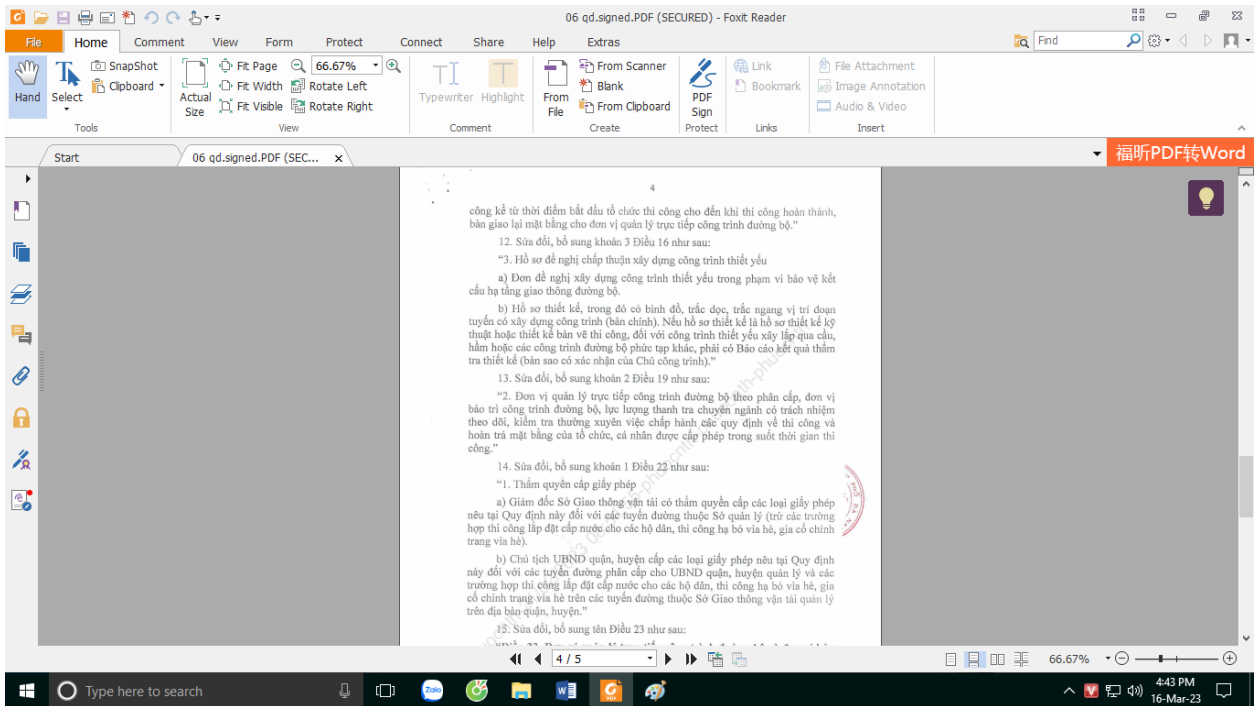 06 qd.signed.PDF (SECURED) - Foxit Reader
File Home Comment View Form Protect Connect Share Help Extras
Find
Hand
Select
SnapShot
Clipboard
Tools
Actual Size
Fit Page
Fit Width
Fit Visible
66.67%
Rotate Left
Rotate Right
View
Typewriter
Highlight
Comment
From File
From Scanner
Blank
From Clipboard
Create
PDF Sign
Protect
Link
Bookmark
Links
File Attachment
Image Annotation
Audio & Video
Insert
Start
06 qd.signed.PDF (SEC...
福昕PDF转Word
4
công kể từ thời điểm bắt đầu tổ chức thi công cho đến khi thi công hoàn thành,
bàn giao lại mặt bằng cho đơn vị quản lý trực tiếp công trình đường bộ.”
12. Sửa đổi, bổ sung khoản 3 Điều 16 như sau:
“3. Hồ sơ đề nghị chấp thuận xây dựng công trình thiết yếu
a) Đơn đề nghị xây dựng công trình thiết yếu trong phạm vi bảo vệ kết
cấu hạ tầng giao thông đường bộ.
b) Hồ sơ thiết kế, trong đó có bình đồ, trắc dọc, trắc ngang vị trí đoạn
tuyến có xây dựng công trình (bản chính). Nếu hồ sơ thiết kế là hồ sơ thiết kế kỹ
thuật hoặc thiết kế bản vẽ thi công, đối với công trình thiết yếu xây lắp qua cầu,
hầm hoặc các công trình đường bộ phức tạp khác, phải có Báo cáo kết quả thẩm
tra thiết kế (bản sao có xác nhận của Chủ công trình).”
13. Sửa đổi, bổ sung khoản 2 Điều 19 như sau:
“2. Đơn vị quản lý trực tiếp công trình đường bộ theo phân cấp, đơn vị
bảo trì công trình đường bộ, lực lượng thanh tra chuyên ngành có trách nhiệm
theo dõi, kiểm tra thường xuyên việc chấp hành các quy định về thi công và
hoàn trả mặt bằng của tổ chức, cá nhân được cấp phép trong suốt thời gian thi
công.”
14. Sửa đổi, bổ sung khoản 1 Điều 22 như sau:
“1. Thẩm quyền cấp giấy phép
a) Giám đốc Sở Giao thông vận tải có thẩm quyền cấp các loại giấy phép
nêu tại Quy định này đối với các tuyến đường thuộc Sở quản lý (trừ các trường
hợp thi công lắp đặt cấp nước cho các hộ dân, thi công hạ bó vỉa hè, gia cố chỉnh
trang vỉa hè).
b) Chủ tịch UBND quận, huyện cấp các loại giấy phép nêu tại Quy định
này đối với các tuyến đường phân cấp cho UBND quận, huyện quản lý và các
trường hợp thi công lắp đặt cấp nước cho các hộ dân, thi công hạ bó vỉa hè, gia
cố chỉnh trang vỉa hè trên các tuyến đường thuộc Sở Giao thông vận tải quản lý
trên địa bàn quận, huyện.”
15. Sửa đổi, bổ sung tên Điều 23 như sau:
4 / 5
66.67%
Type here to search
Zalo
4:43 PM
16-Mar-23